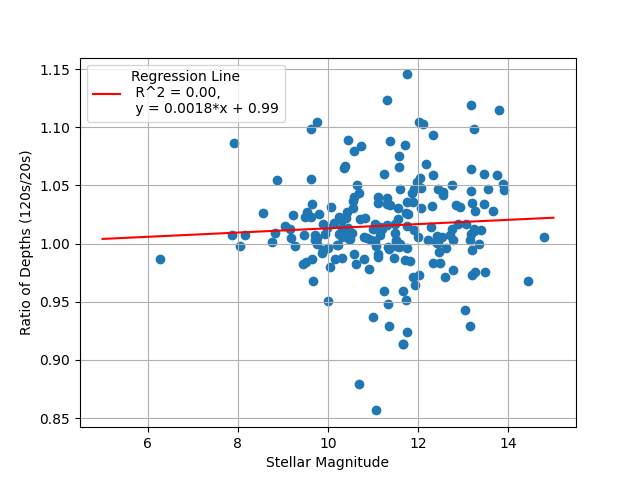 1.15
1.10
1.05
1.00
0.95
0.90
0.85
Ratio of Depths (120s/20s)
Regression Line
R^2 = 0.00,
y = 0.0018*x + 0.99
6 8 10 12 14
Stellar Magnitude